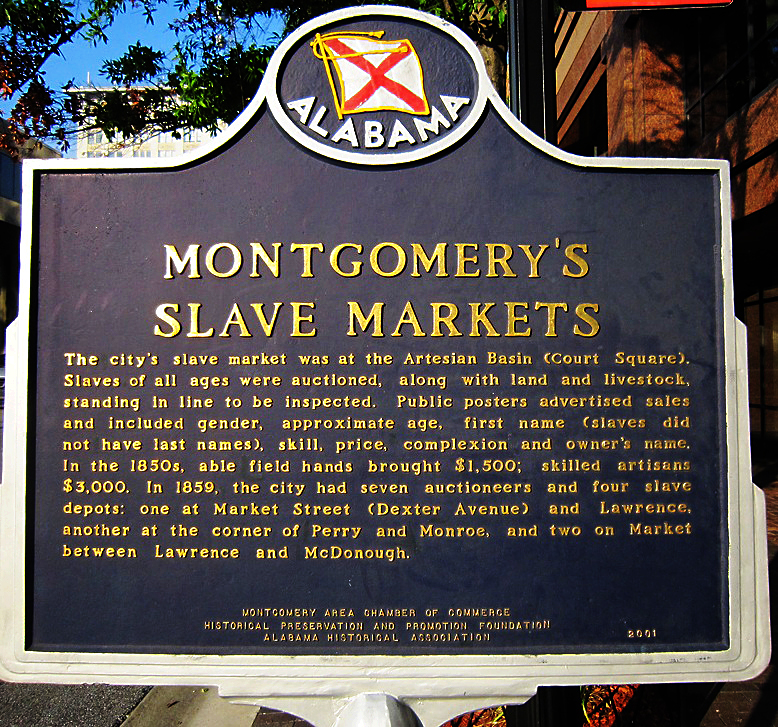 ALABAMA
MONTGOMERY'S
SLAVE MARKETS
The city's slave market was at the Artesian Basin (Court Square).
Slaves of all ages were auctioned, along with land and livestock,
standing in line to be inspected. Public posters advertised sales
and included gender, approximate age, first name (slaves did
not have last names), skill, price, complexion and owner's name.
In the 1850s, able field hands brought $1,500; skilled artisans
$3,000. In 1859, the city had seven auctioneers and four slave
depots: one at Market Street (Dexter Avenue) and Lawrence,
another at the corner of Perry and Monroe, and two on Market
between Lawrence and McDonough.
MONTGOMERY AREA CHAMBER OF COMMERCE
HISTORICAL PRESERVATION AND PROMOTION FOUNDATION
ALABAMA HISTORICAL ASSOCIATION 2001